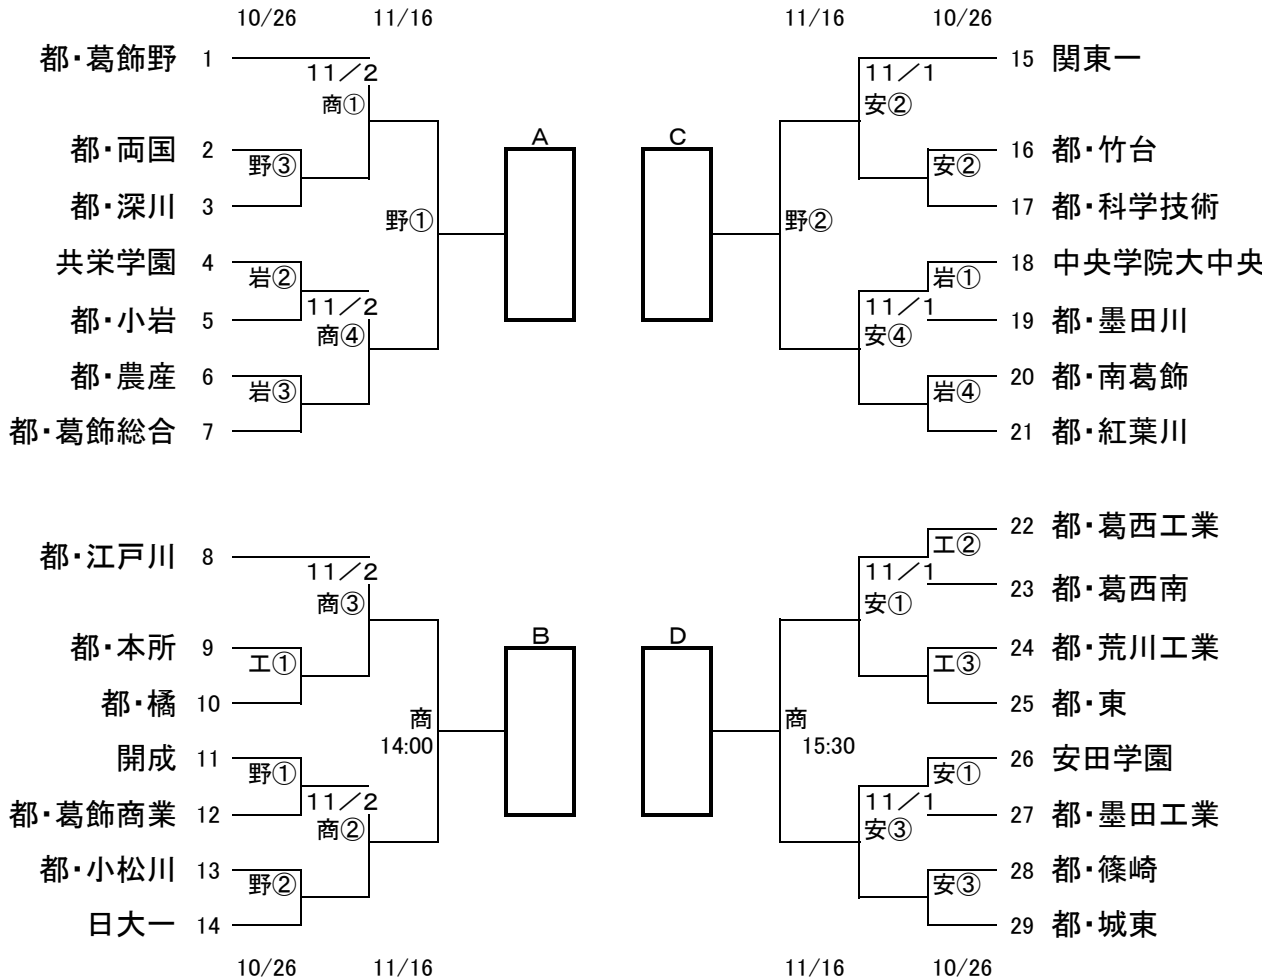 10/26 11/16 11/16 10/26
都・葛飾野 1
11／2
商①
都・両国 2
野③
都・深川 3
野①
共栄学園 4
岩②
11／2
都・小岩 5
商④
都・農産 6
岩③
都・葛飾総合 7
A
C
15 関東一
11／1
安②
16 都・竹台
安②
17 都・科学技術
野②
18 中央学院大中央
岩①
11／1
19 都・墨田川
安④
20 都・南葛飾
岩④
21 都・紅葉川
都・江戸川 8
11／2
商③
都・本所 9
工①
都・橘 10
商
14:00
開成 11
野①
11／2
都・葛飾商業 12
商②
都・小松川 13
野②
日大一 14
B
D
22 都・葛西工業
工②
11／1
23 都・葛西南
安①
24 都・荒川工業
工③
25 都・東
商
15:30
26 安田学園
安①
11／1
27 都・墨田工業
安③
28 都・篠崎
安③
29 都・城東
10/26 11/16 11/16 10/26